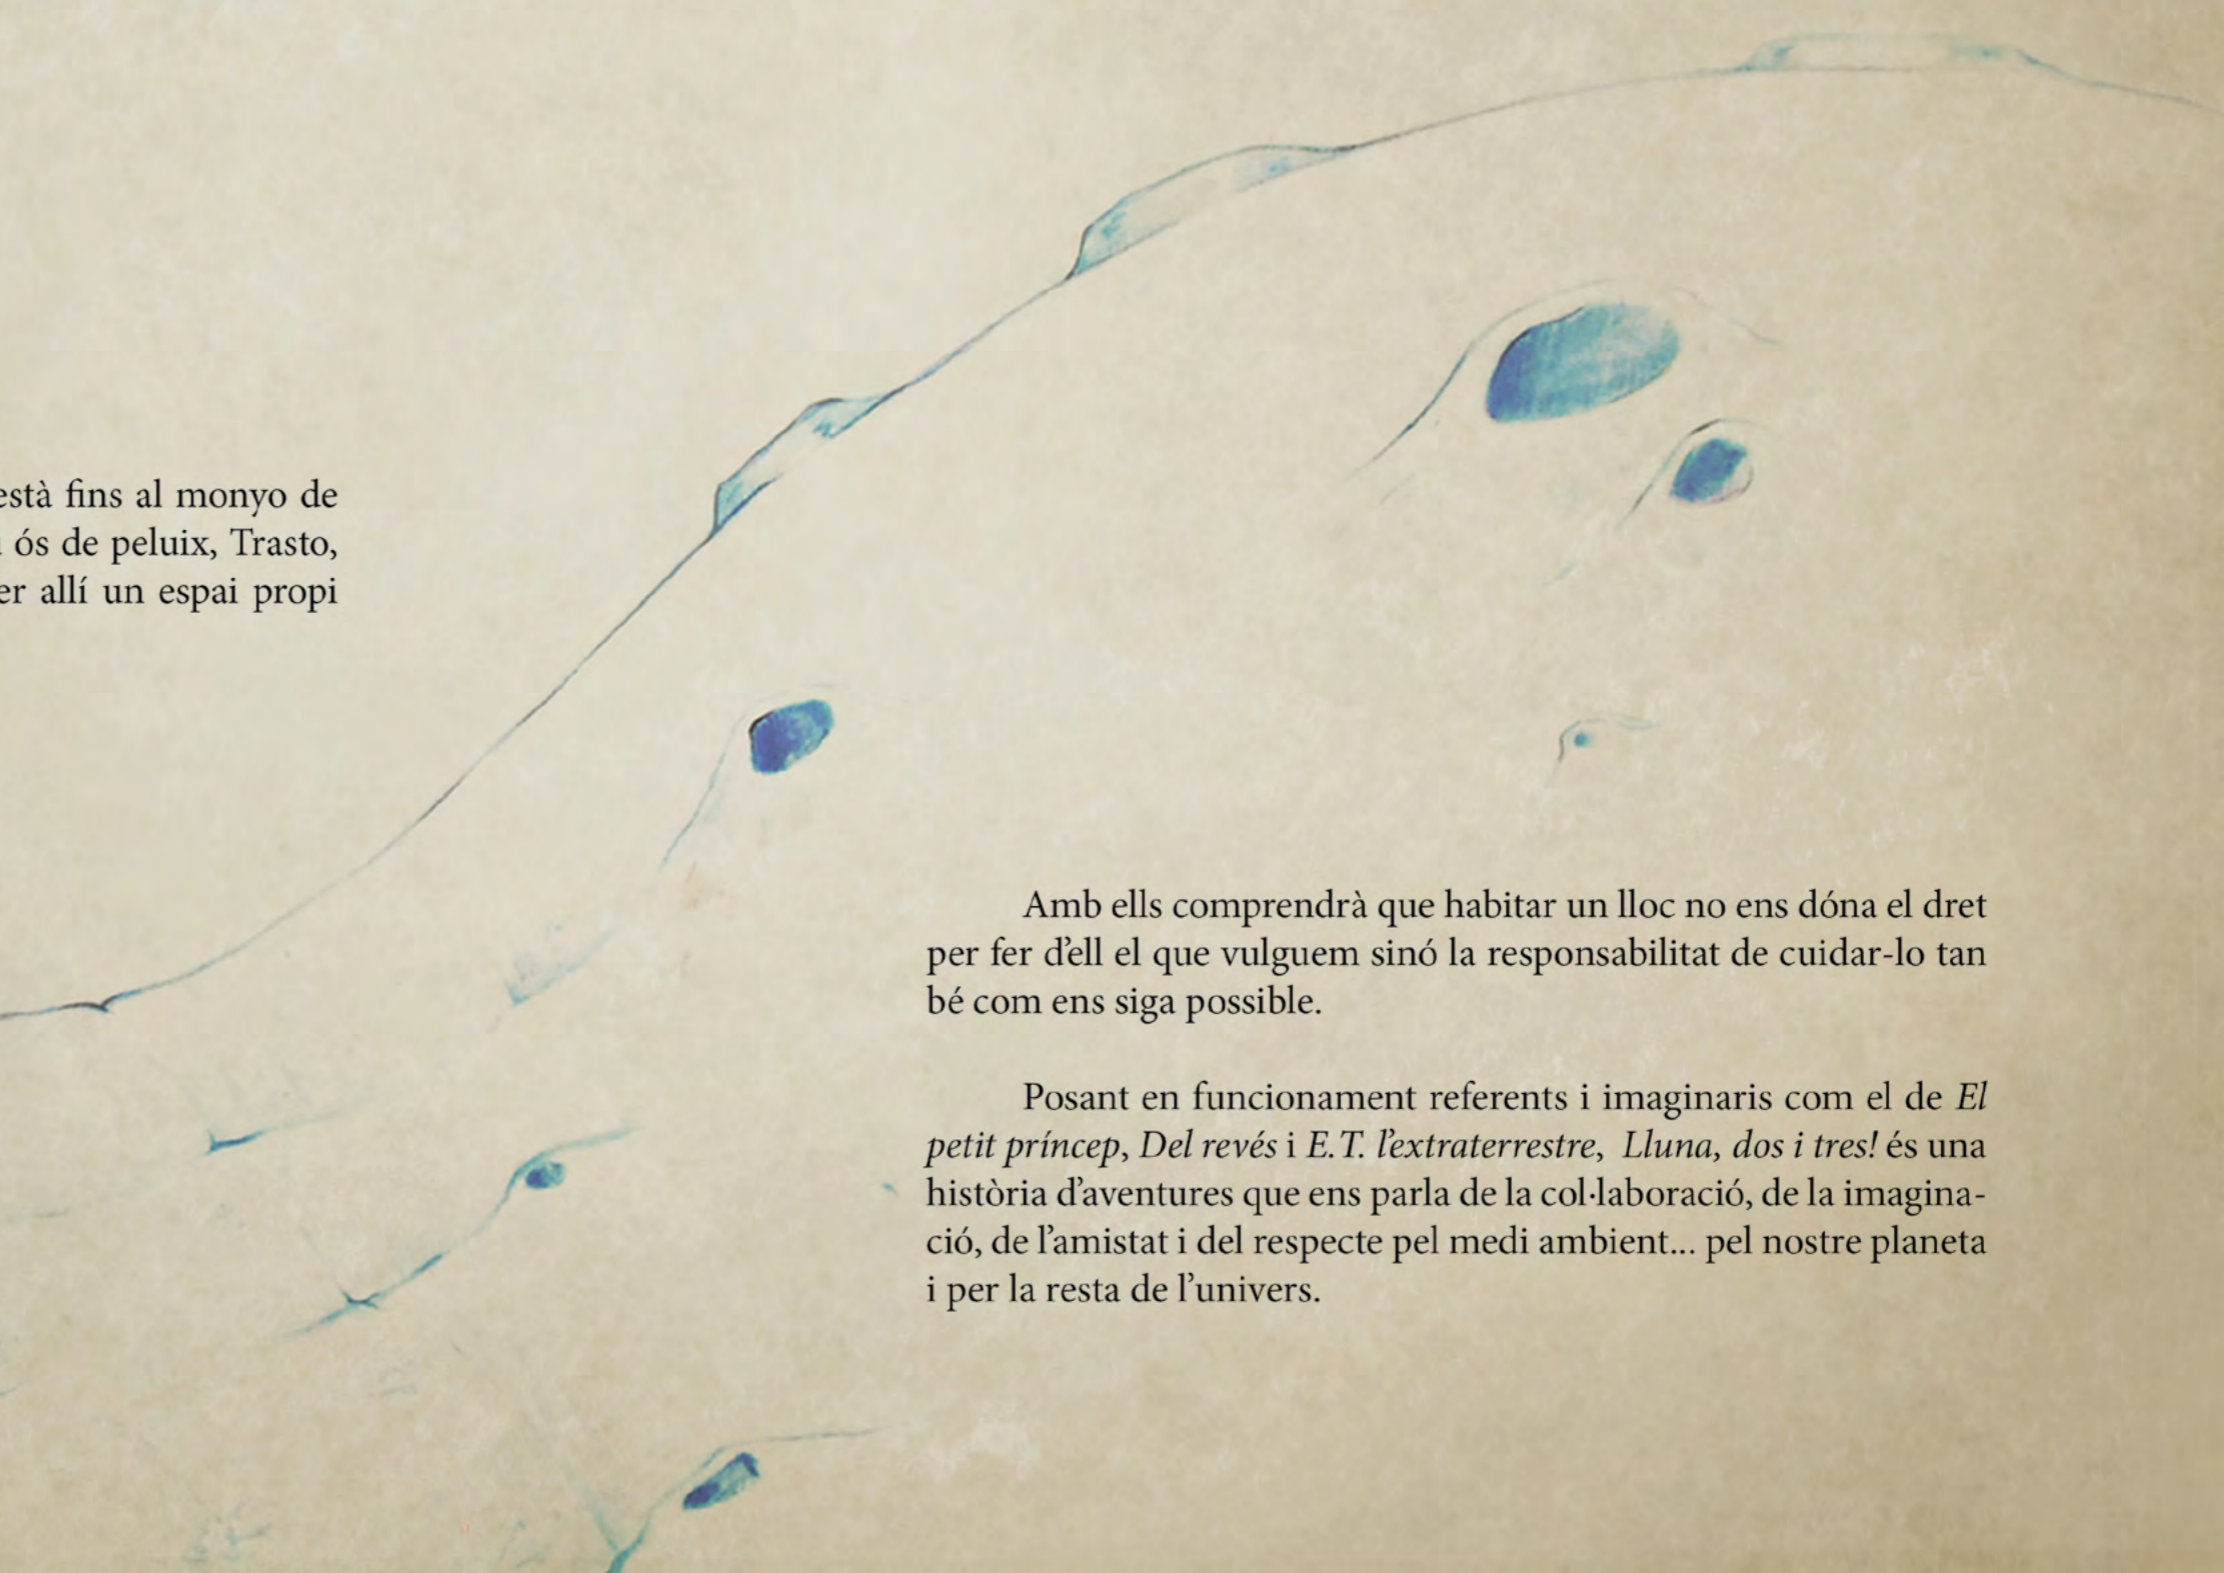 està fins al monyo de
ós de peluix, Trasto,
allí un espai propi
Amb ells comprendrà que habitar un lloc no ens dóna el dret
per fer d'ell el que vulguem sinó la responsabilitat de cuidar-lo tan
bé com ens siga possible.
Posant en funcionament referents i imaginaris com el de El
petit príncep, Del revés i E.T. l'extraterrestre, Lluna, dos i tres! és una
història d'aventures que ens parla de la col·laboració, de la imagina-
ció, de l'amistat i del respecte pel medi ambient... pel nostre planeta
i per la resta de l'univers.